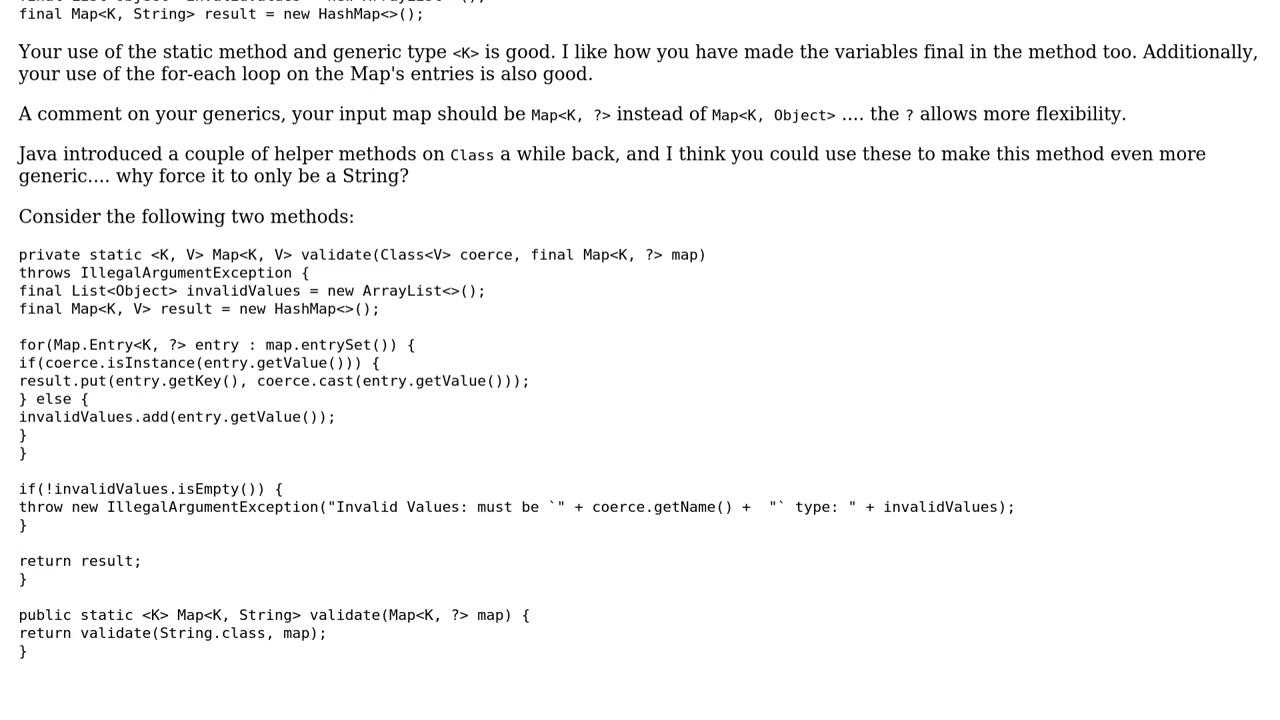 final Map<K, String> result = new HashMap<>();
Your use of the static method and generic type <K> is good. I like how you have made the variables final in the method too. Additionally,
your use of the for-each loop on the Map's entries is also good.
A comment on your generics, your input map should be Map<K, ?> instead of Map<K, Object> .... the ? allows more flexibility.
Java introduced a couple of helper methods on Class a while back, and I think you could use these to make this method even more
generic.... why force it to only be a String?
Consider the following two methods:
private static <K, V> Map<K, V> validate(Class<V> coerce, final Map<K, ?> map)
throws IllegalArgumentException {
final List<Object> invalidValues = new ArrayList<>();
final Map<K, V> result = new HashMap<>();
for(Map.Entry<K, ?> entry : map.entrySet()) {
if(coerce.isInstance(entry.getValue())) {
result.put(entry.getKey(), coerce.cast(entry.getValue()));
} else {
invalidValues.add(entry.getValue());
}
}
if(!invalidValues.isEmpty()) {
throw new IllegalArgumentException("Invalid Values: must be `" + coerce.getName() +  "` type: " + invalidValues);
}
return result;
}
public static <K> Map<K, String> validate(Map<K, ?> map) {
return validate(String.class, map);
}